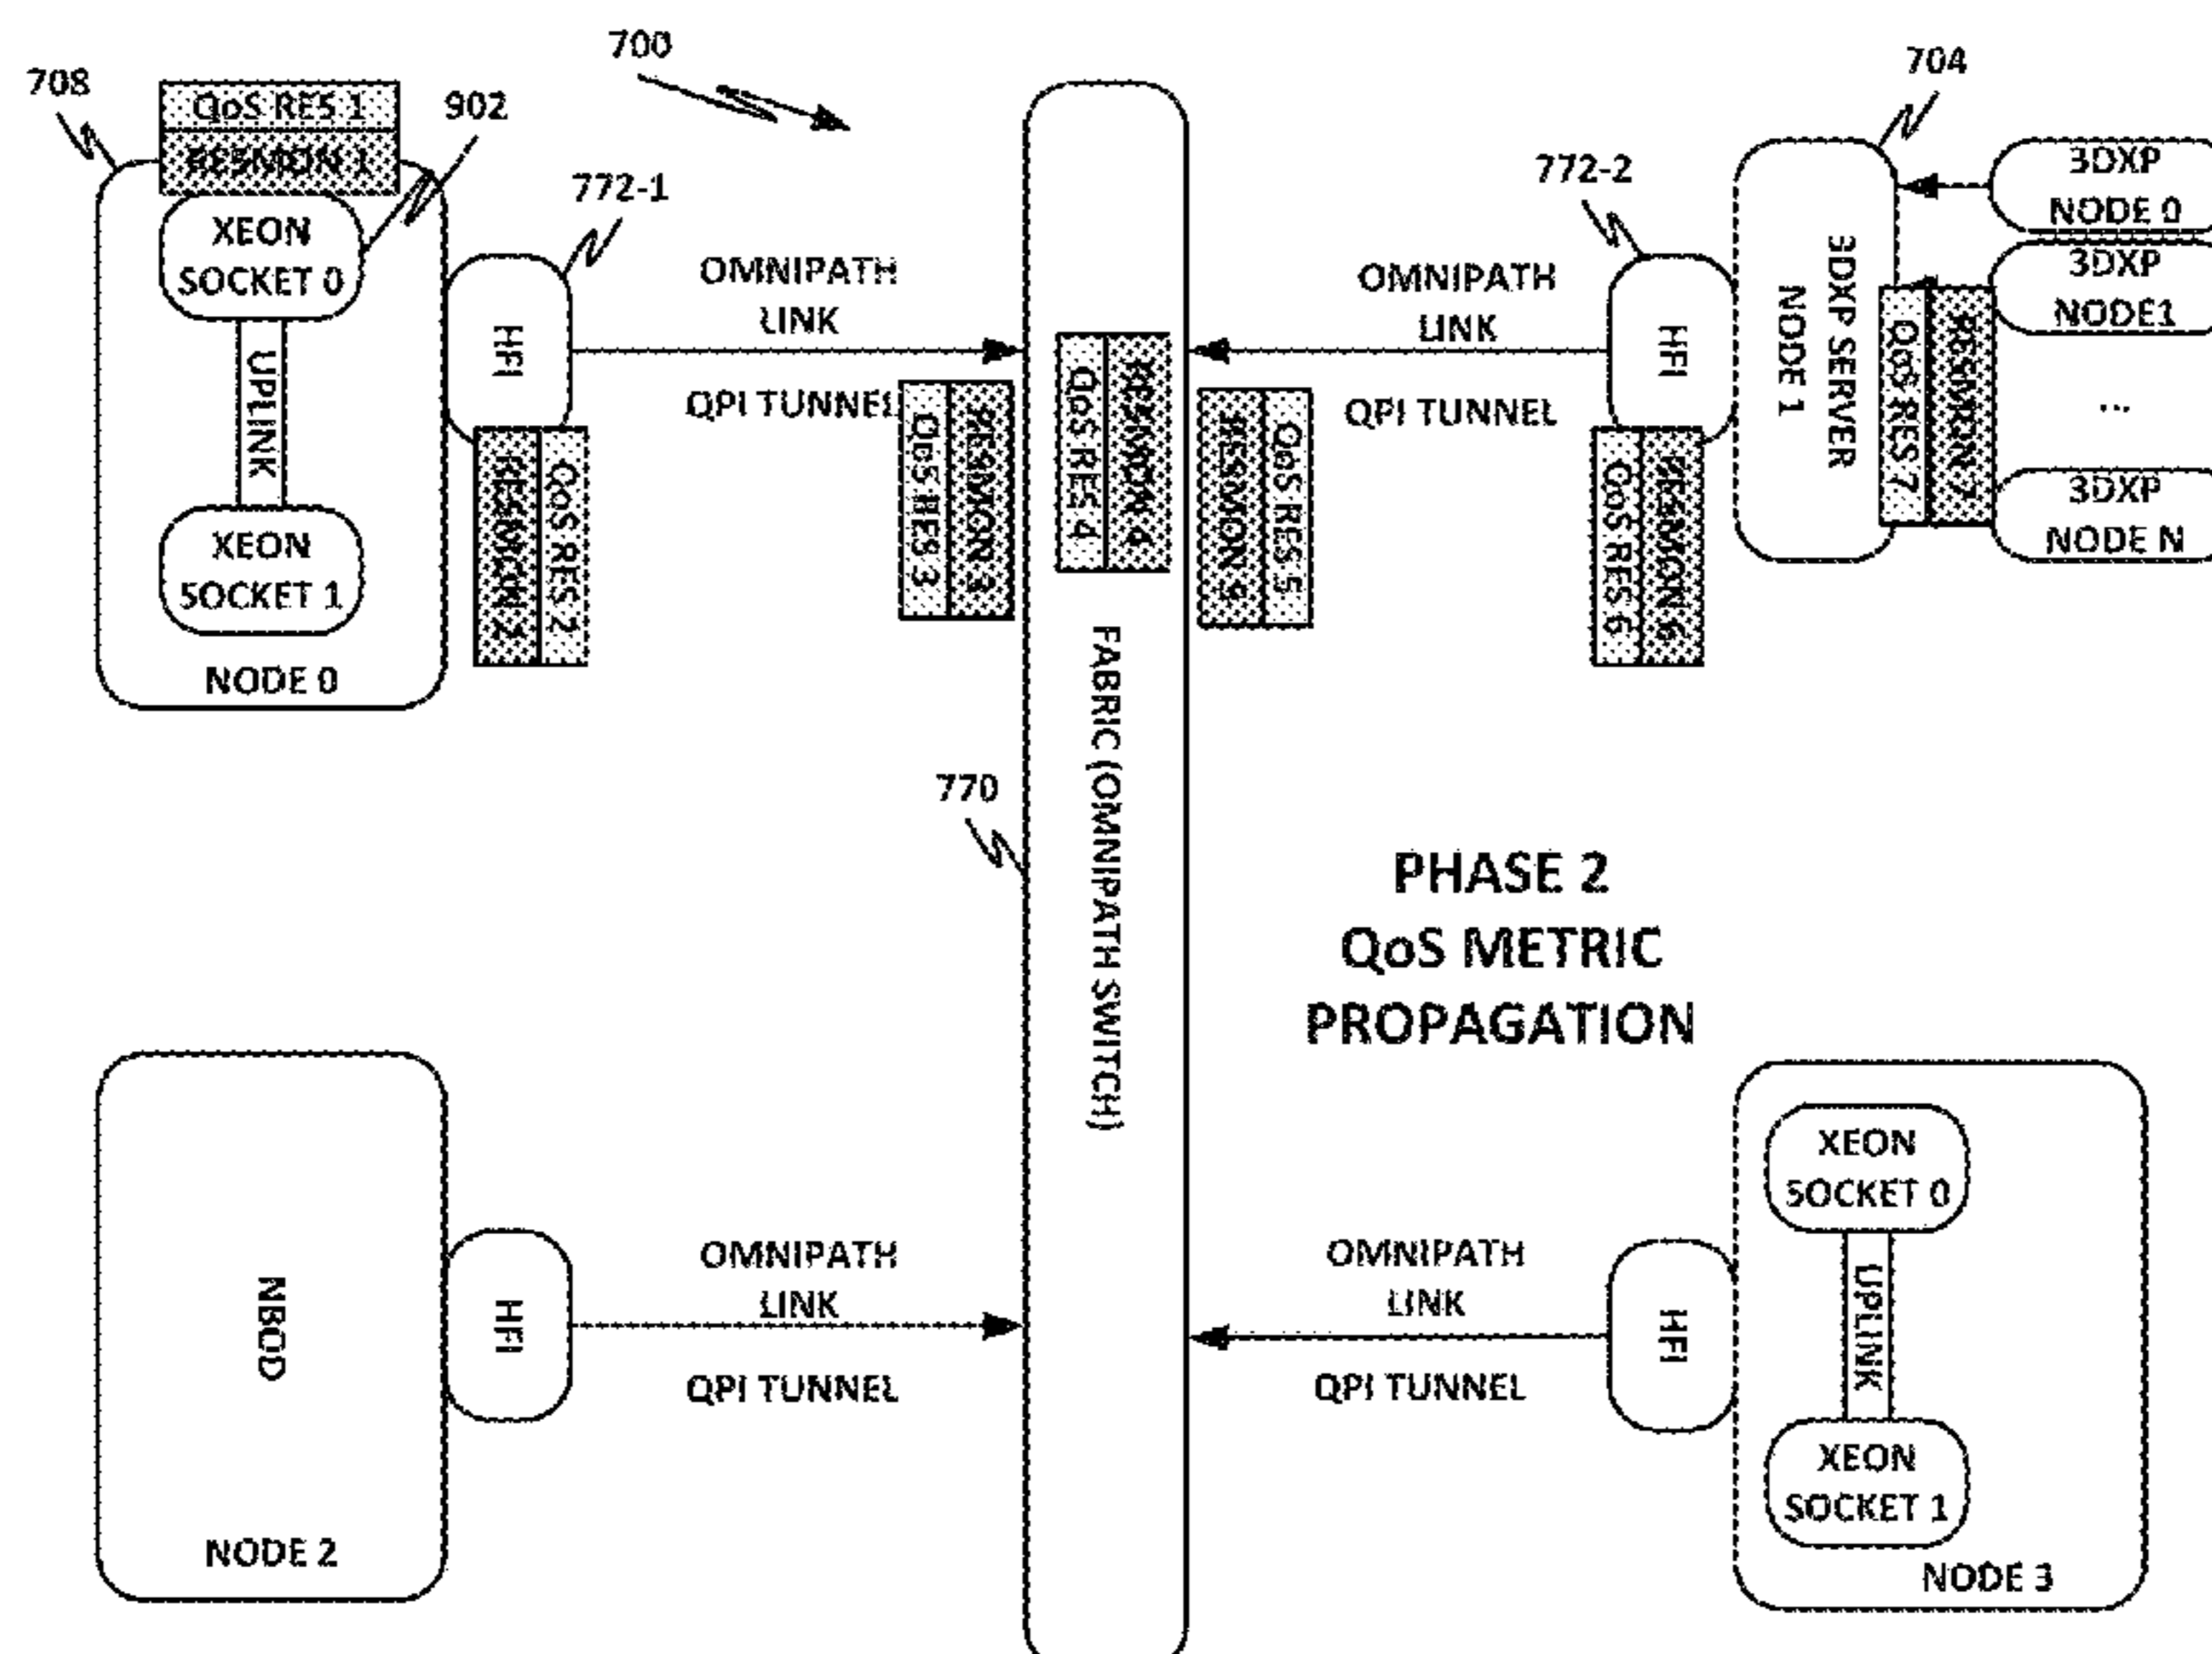 700
704
708
QoS RES 1
RESMON 1
902
772-1
772-2
XEON
SOCKET 0
UPLINK
XEON
SOCKET 1
NODE 0
HFI
RESMON 2
QoS RES 2
OMNIPATH
LINK
QPI TUNNEL
QoS RES 3
RESMON 3
QoS RES 4
RESMON 4
FABRIC (OMNIPATH SWITCH)
770
QoS RES 5
OMNIPATH
LINK
QPI TUNNEL
HFI
QoS RES 6
RESMON 6
3DXP SERVER
NODE 1
QoS RES 7
RESMON 7
3DXP
NODE 0
3DXP
NODE1
...
3DXP
NODE N
PHASE 2
QoS METRIC
PROPAGATION
NBOD
NODE 2
HFI
OMNIPATH
LINK
QPI TUNNEL
OMNIPATH
LINK
QPI TUNNEL
HFI
XEON
SOCKET 0
UPLINK
XEON
SOCKET 1
NODE 3